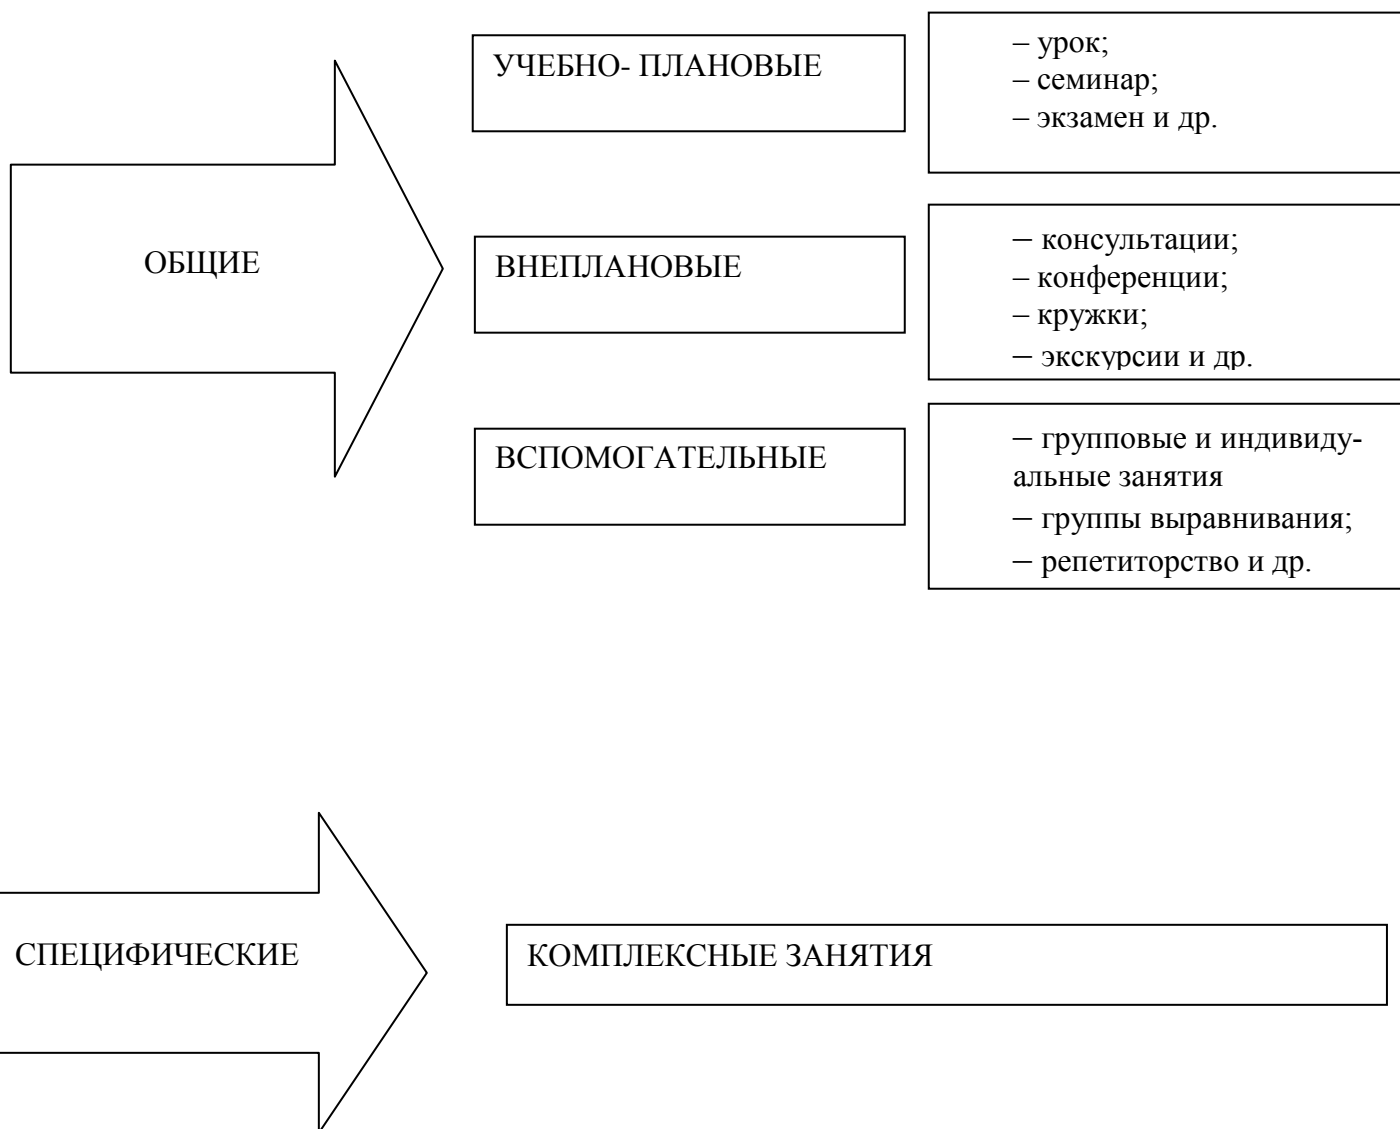 УЧЕБНО- ПЛАНОВЫЕ
– урок;
– семинар;
– экзамен и др.
ОБЩИЕ
ВНЕПЛАНОВЫЕ
– консультации;
– конференции;
– кружки;
– экскурсии и др.
ВСПОМОГАТЕЛЬНЫЕ
– групповые и индивиду-
альные занятия
– группы выравнивания;
– репетиторство и др.
СПЕЦИФИЧЕСКИЕ
КОМПЛЕКСНЫЕ ЗАНЯТИЯ